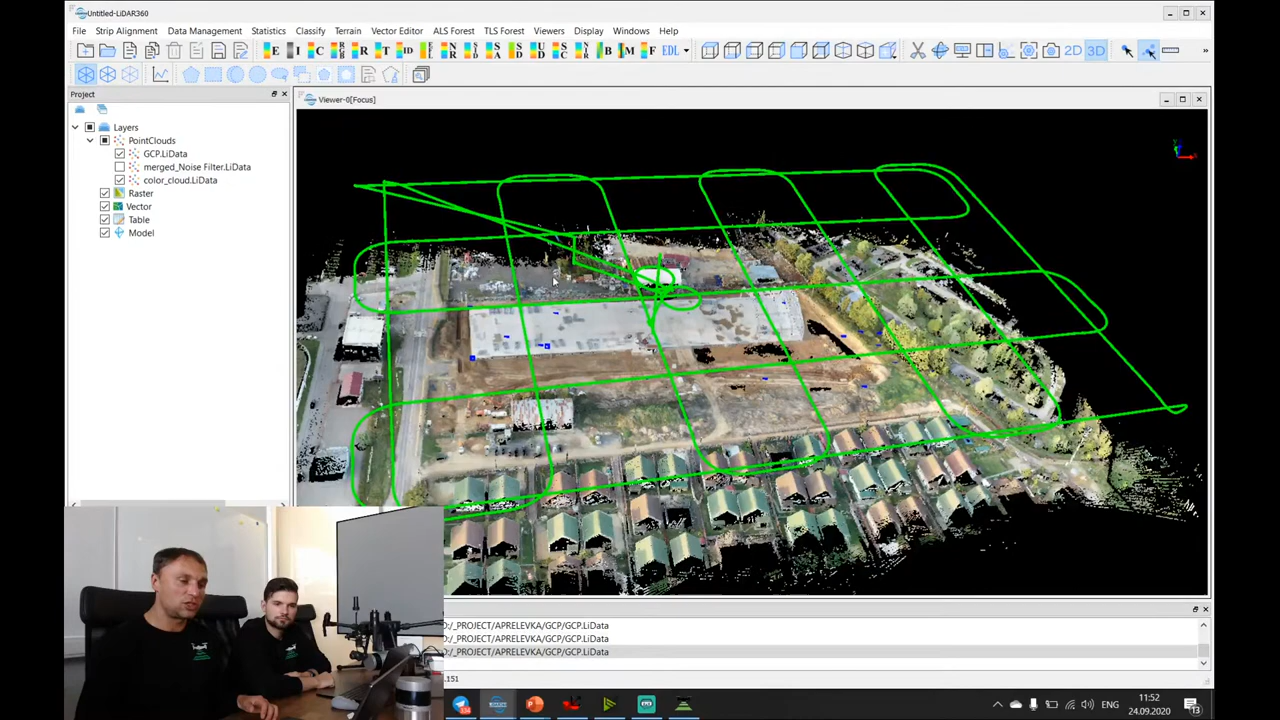 Untitled-LiDAR360
File Strip Alignment Data Management Statistics Classify Terrain Vector Editor ALS Forest TLS Forest Viewers Display Windows Help
EDL 2D 3D
Project
Viewer-0[Focus]
Layers
PointClouds
GCP.LiData
merged_Noise Filter.LiData
color_cloud.LiData
Raster
Vector
Table
Model
D:/_PROJECT/APRELEVKA/GCP/GCP.LiData
D:/_PROJECT/APRELEVKA/GCP/GCP.LiData
D:/_PROJECT/APRELEVKA/GCP/GCP.LiData
.151
ENG
11:52
24.09.2020